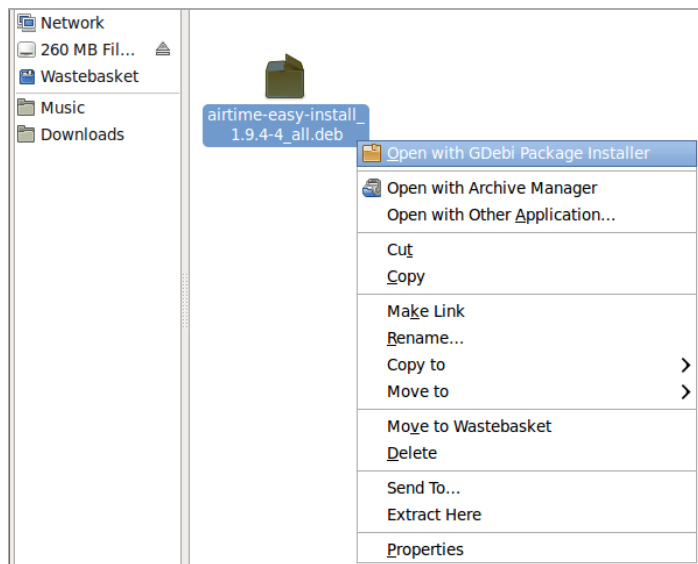 Network
260 MB Fil...
Wastebasket
Music
Downloads
airtime-easy-install_
1.9.4-4_all.deb
Open with GDebi Package Installer
Open with Archive Manager
Open with Other Application...
Cut
Copy
Make Link
Rename...
Copy to
Move to
Move to Wastebasket
Delete
Send To...
Extract Here
Properties